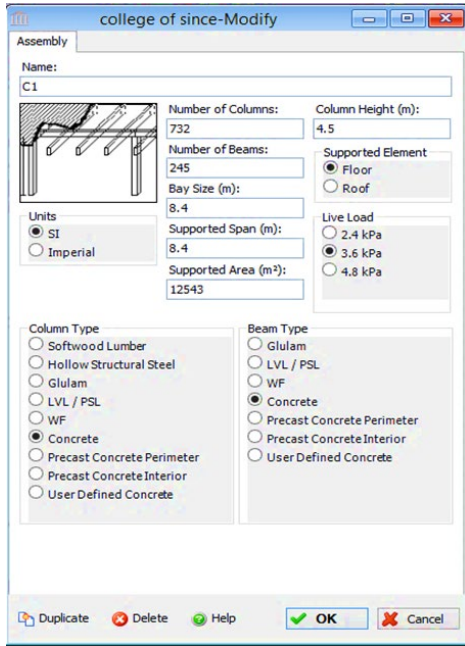 college of since-Modify
Assembly
Name:
C1
Number of Columns:
732
Column Height (m):
4.5
Number of Beams:
245
Supported Element
Floor
Roof
Bay Size (m):
8.4
Units
SI
Imperial
Supported Span (m):
8.4
Live Load
2.4 kPa
3.6 kPa
4.8 kPa
Supported Area (m²):
12543
Column Type
Softwood Lumber
Hollow Structural Steel
Glulam
LVL / PSL
WF
Concrete
Precast Concrete Perimeter
Precast Concrete Interior
User Defined Concrete
Beam Type
Glulam
LVL / PSL
WF
Concrete
Precast Concrete Perimeter
Precast Concrete Interior
User Defined Concrete
Duplicate
Delete
Help
OK
Cancel